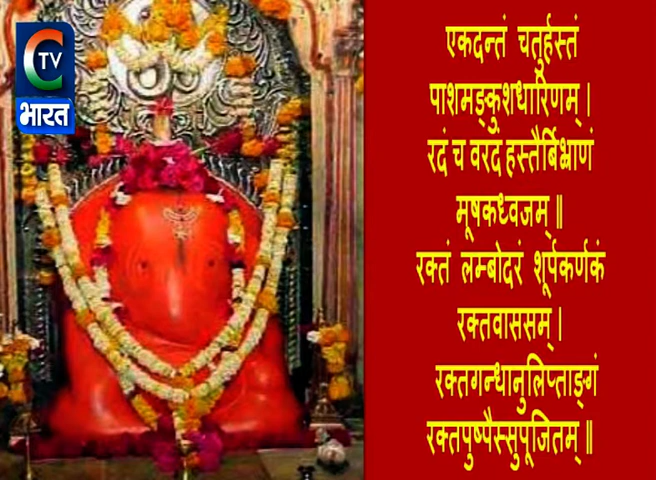 C
TV
भारत
एकदन्तं चतुर्हस्तं
पाशमङ्कुशधारिणम् ।
रदं च वरदं हस्तैर्बिभ्राणं
मूषकध्वजम् ॥
रक्तं लम्बोदरं शूर्पकर्णकं
रक्तवाससम् ।
रक्तगन्धानुलिप्ताङ्गं
रक्तपुष्पैस्सुपूजितम् ॥